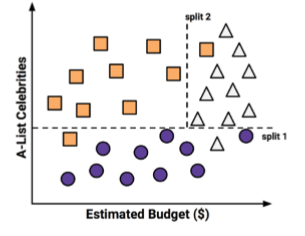 split 2
A-List Celebrities
split 1
Estimated Budget ($)